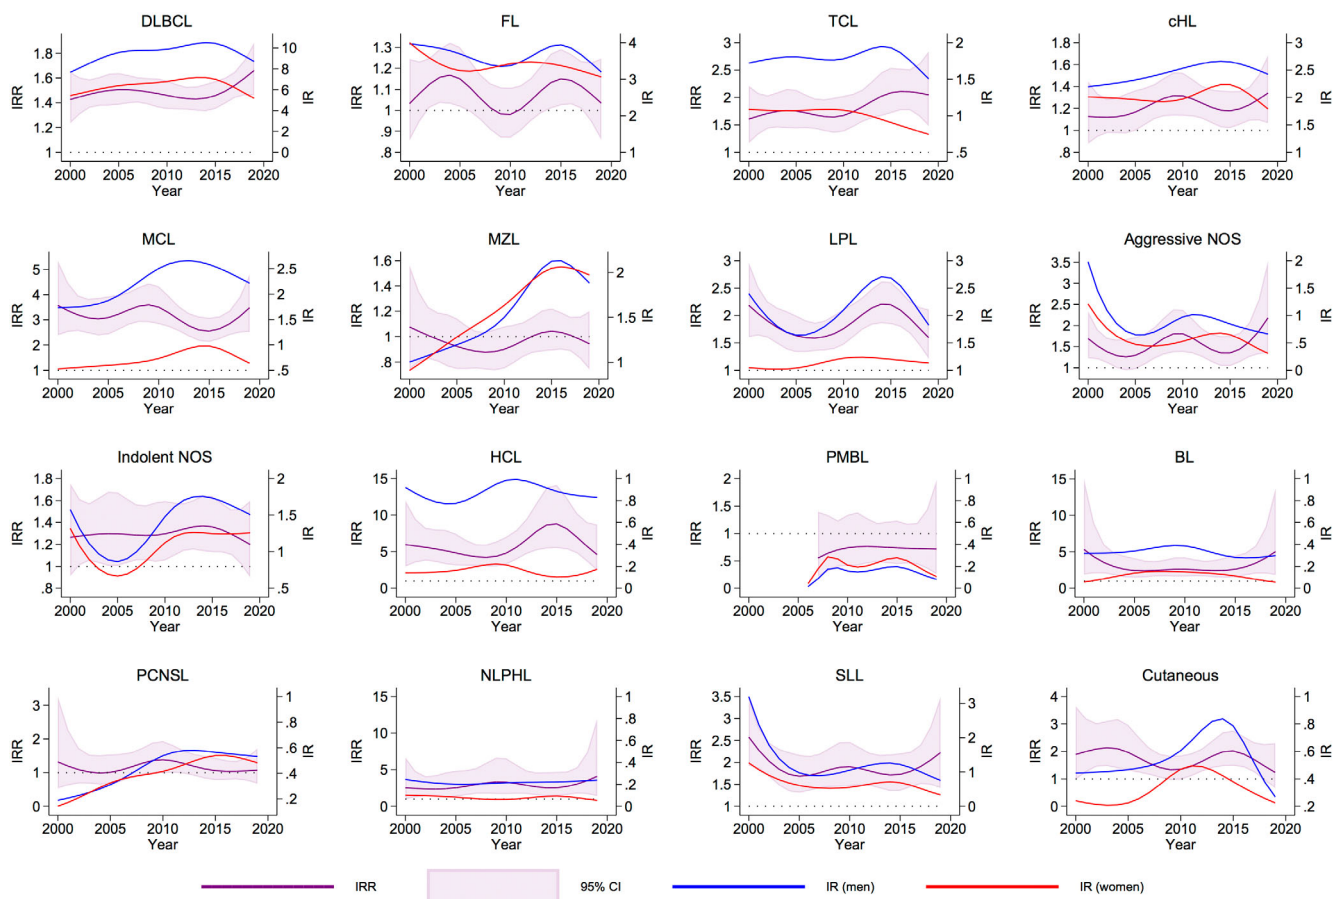 DLBCL FL TCL cHL
IRR 1.8 1.6 1.4 1.2 1 10 8 6 4 2 0 IR 2000 2005 2010 2015 2020 Year
IRR 1.3 1.2 1.1 1 .9 .8 4 3 2 1 IR 2000 2005 2010 2015 2020 Year
IRR 3 2.5 2 1.5 1 2 1.5 1 .5 IR 2000 2005 2010 2015 2020 Year
IRR 1.8 1.6 1.4 1.2 1 .8 3 2.5 2 1.5 1 IR 2000 2005 2010 2015 2020 Year
MCL MZL LPL Aggressive NOS
IRR 5 4 3 2 1 2.5 2 1.5 1 .5 IR 2000 2005 2010 2015 2020 Year
IRR 1.6 1.4 1.2 1 .8 2 1.5 1 IR 2000 2005 2010 2015 2020 Year
IRR 3 2.5 2 1.5 1 3 2.5 2 1.5 1 IR 2000 2005 2010 2015 2020 Year
IRR 3.5 3 2.5 2 1.5 1 2 1.5 1 .5 0 IR 2000 2005 2010 2015 2020 Year
Indolent NOS HCL PMBL BL
IRR 1.8 1.6 1.4 1.2 1 .8 2 1.5 1 .5 IR 2000 2005 2010 2015 2020 Year
IRR 15 10 5 0 1 .8 .6 .4 .2 0 IR 2000 2005 2010 2015 2020 Year
IRR 2 1.5 1 .5 0 1 .8 .6 .4 .2 0 IR 2000 2005 2010 2015 2020 Year
IRR 15 10 5 0 1 .8 .6 .4 .2 0 IR 2000 2005 2010 2015 2020 Year
PCNSL NLPHL SLL Cutaneous
IRR 3 2 1 0 1 .8 .6 .4 .2 IR 2000 2005 2010 2015 2020 Year
IRR 15 10 5 0 1 .8 .6 .4 .2 0 IR 2000 2005 2010 2015 2020 Year
IRR 3.5 3 2.5 2 1.5 1 3 2 1 0 IR 2000 2005 2010 2015 2020 Year
IRR 4 3 2 1 0 1 .8 .6 .4 .2 IR 2000 2005 2010 2015 2020 Year
IRR 95% CI IR (men) IR (women)